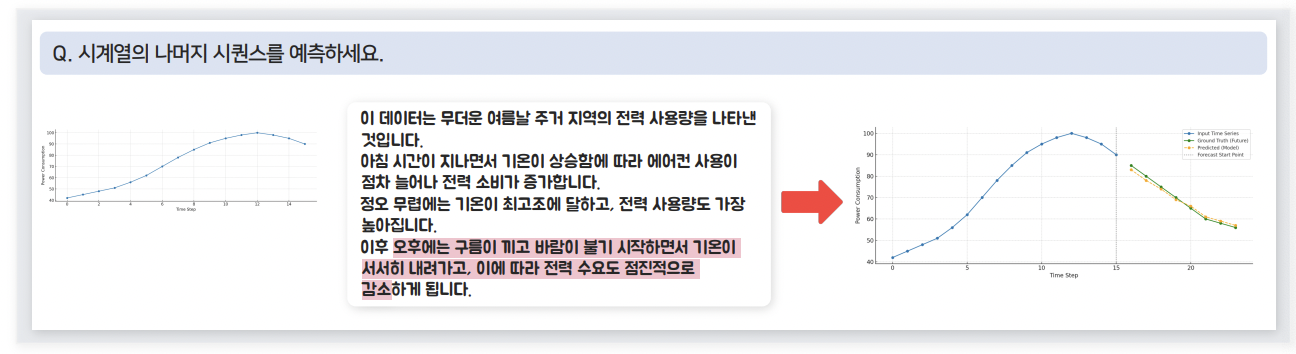 Q. 시계열의 나머지 시퀀스를 예측하세요.
100
90
80
70
60
50
40
0 2 4 6 8 10 12 14
Power Consumption
Time Step
이 데이터는 무더운 여름날 주거 지역의 전력 사용량을 나타낸
것입니다.
아침 시간이 지나면서 기온이 상승함에 따라 에어컨 사용이
점차 늘어나 전력 소비가 증가합니다.
정오 무렵에는 기온이 최고조에 달하고, 전력 사용량도 가장
높아집니다.
이후 오후에는 구름이 끼고 바람이 불기 시작하면서 기온이
서서히 내려가고, 이에 따라 전력 수요도 점진적으로
감소하게 됩니다.
100
90
80
70
60
50
40
0 5 10 15 20
Power Consumption
Time Step
Input Time Series
Ground Truth (Future)
Predicted (Model)
Forecast Start Point